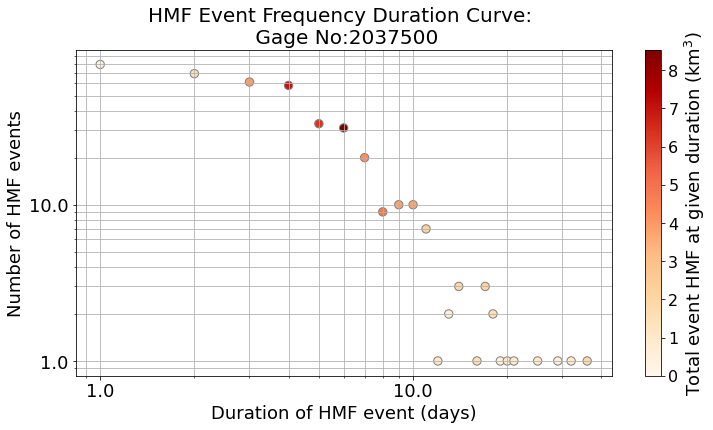 HMF Event Frequency Duration Curve:
Gage No:2037500
Number of HMF events
10.0
1.0
1.0
10.0
Duration of HMF event (days)
8
7
6
5
4
3
2
1
0
Total event HMF at given duration (km³)